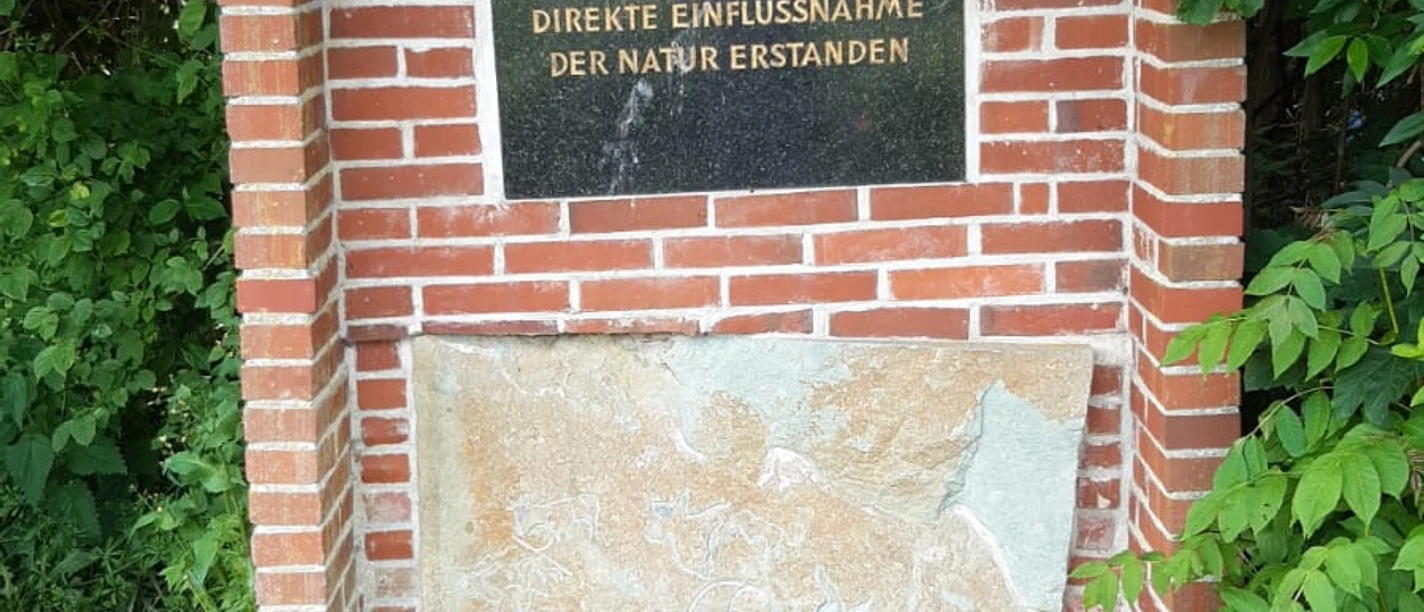 DIREKTE EINFLUSSNAHME
DER NATUR ERSTANDEN